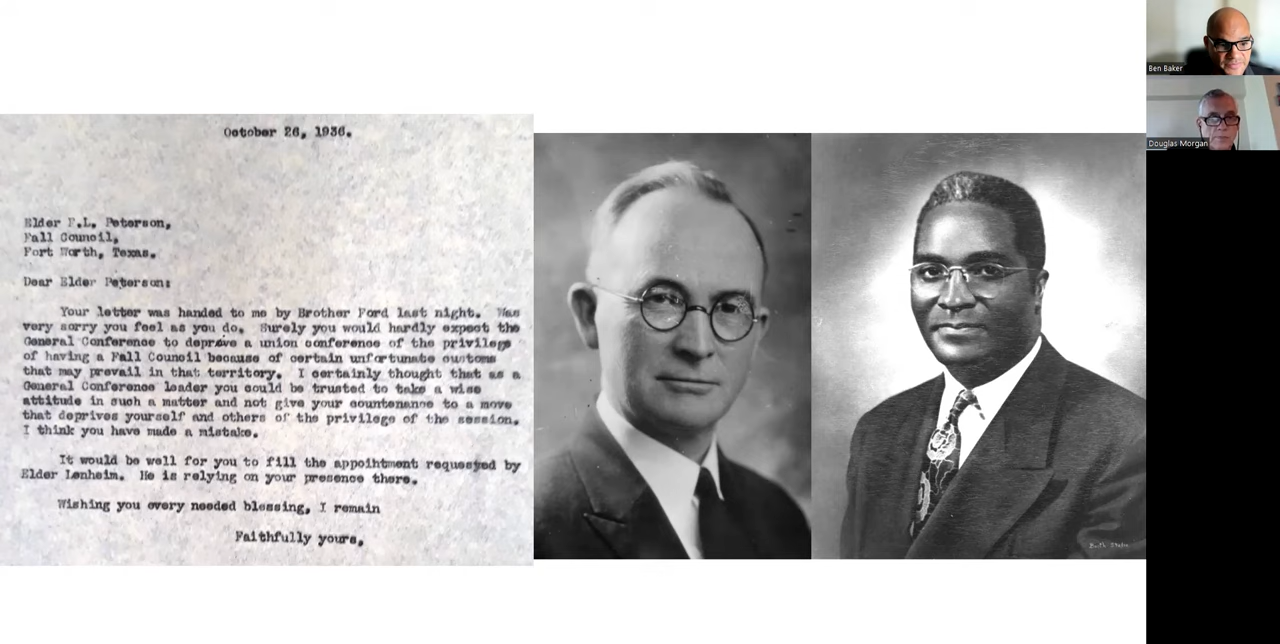 October 26, 1936.
Elder F.L. Peterson,
Fall Council,
Fort Worth, Texas.
Dear Elder Peterson:
Your letter was handed to me by Brother Ford last night. Was
very sorry you feel as you do. Surely you would hardly expect the
General Conference to deprave a union conference of the privilege
of having a Fall Council because of certain unfortunate customs
that may prevail in that territory. I certainly thought that as a
General Conference leader you could be trusted to take a wise
attitude in such a matter and not give your countenance to a move
that deprives yourself and others of the privilege of the session.
I think you have made a mistake.
It would be well for you to fill the appointment requested by
Elder Lenheim. He is relying on your presence there.
Wishing you every needed blessing, I remain
Faithfully yours,
Ben Baker
Douglas Morgan